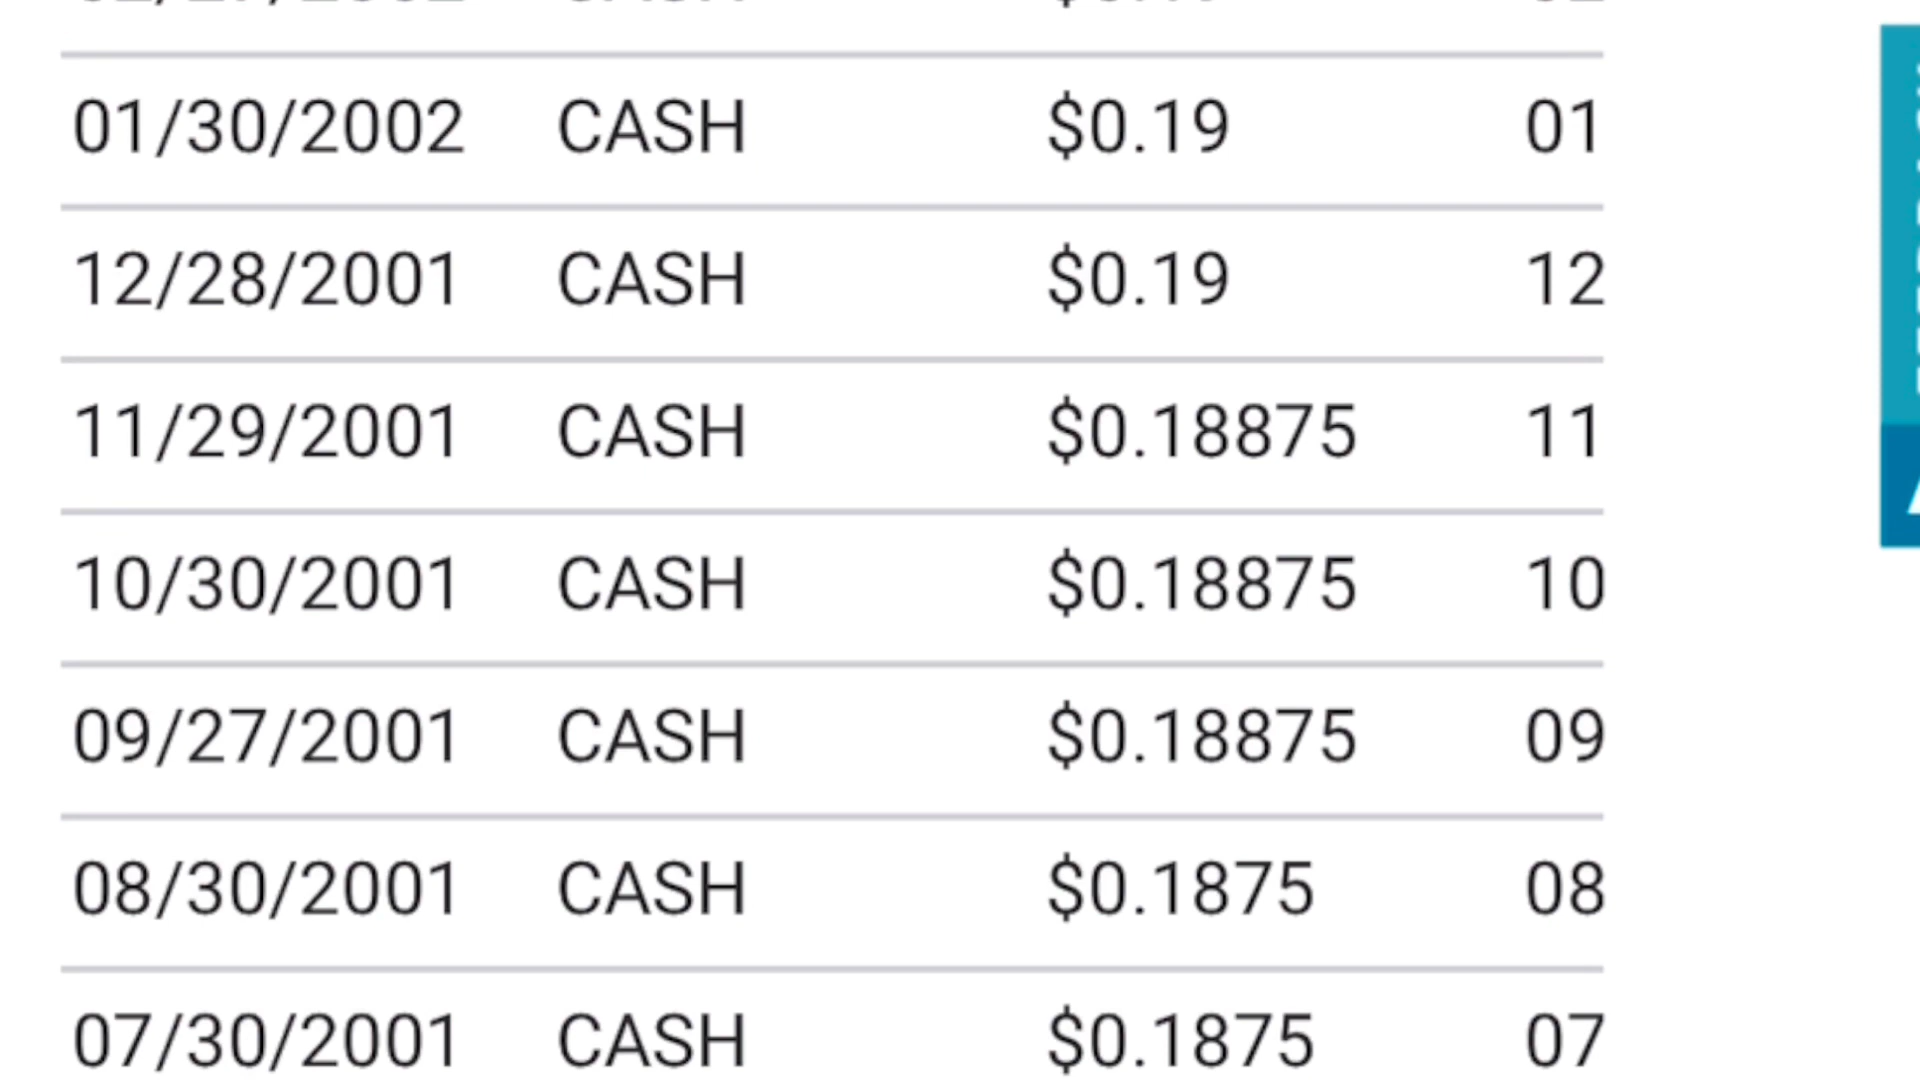 01/30/2002 CASH $0.19 01
12/28/2001 CASH $0.19 12
11/29/2001 CASH $0.18875 11
10/30/2001 CASH $0.18875 10
09/27/2001 CASH $0.18875 09
08/30/2001 CASH $0.1875 08
07/30/2001 CASH $0.1875 07